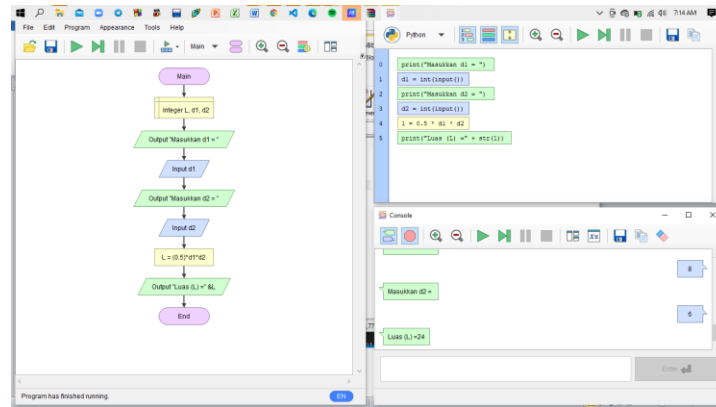 7:14 AM
File Edit Program Appearance Tools Help
Main
Main
Integer L, d1, d2
Output "Masukkan d1 = "
Input d1
Output "Masukkan d2 = "
Input d2
L = (0.5)*d1*d2
Output "Luas (L) =" &L
End
Program has finished running.
EN
Python
0 print("Masukkan d1 = ")
1 d1 = int(input())
2 print("Masukkan d2 = ")
3 d2 = int(input())
4 l = 0.5 * d1 * d2
5 print("Luas (L) =" + str(l))
Console
8
Masukkan d2 =
6
Luas (L) =24
Enter